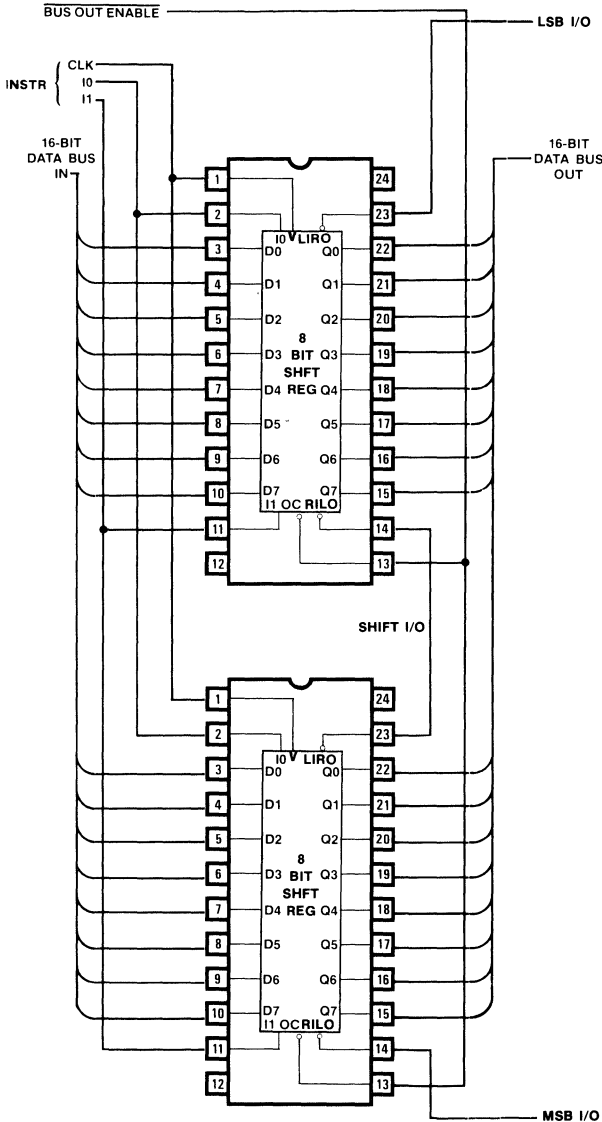 BUS OUT ENABLE
LSB I/O
INSTR { CLK
I0
I1
16-BIT
DATA BUS
IN
16-BIT
DATA BUS
OUT
1 24
2 23
I0 LIRO
3 D0 Q0 22
4 D1 Q1 21
5 D2 Q2 20
8
6 D3 BIT Q3 19
SHFT
7 D4 REG Q4 18
8 D5 Q5 17
9 D6 Q6 16
10 D7 Q7 15
I1 OC RILO
11 14
12 13
SHIFT I/O
1 24
2 23
I0 LIRO
3 D0 Q0 22
4 D1 Q1 21
5 D2 Q2 20
8
6 D3 BIT Q3 19
SHFT
7 D4 REG Q4 18
8 D5 Q5 17
9 D6 Q6 16
10 D7 Q7 15
I1 OC RILO
11 14
12 13
MSB I/O